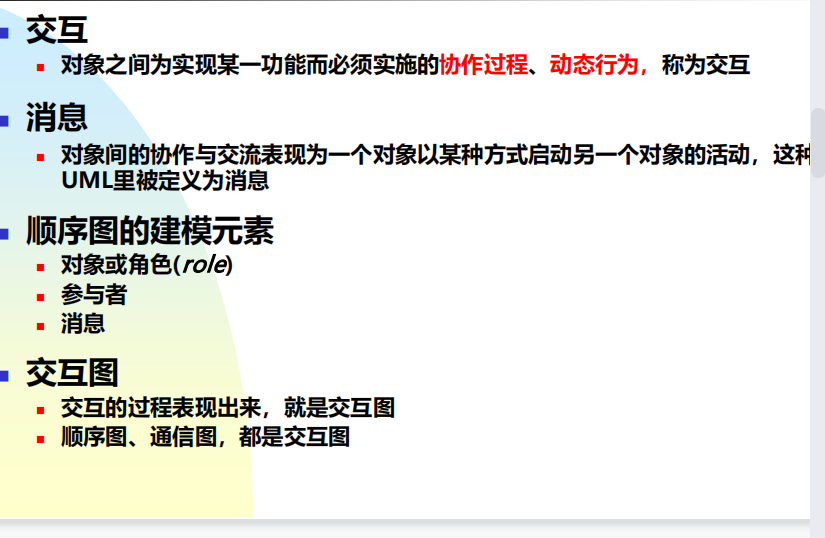 交互
对象之间为实现某一功能而必须实施的协作过程、动态行为，称为交互
消息
对象间的协作与交流表现为一个对象以某种方式启动另一个对象的活动，这种
UML里被定义为消息
顺序图的建模元素
对象或角色(role)
参与者
消息
交互图
交互的过程表现出来，就是交互图
顺序图、通信图，都是交互图